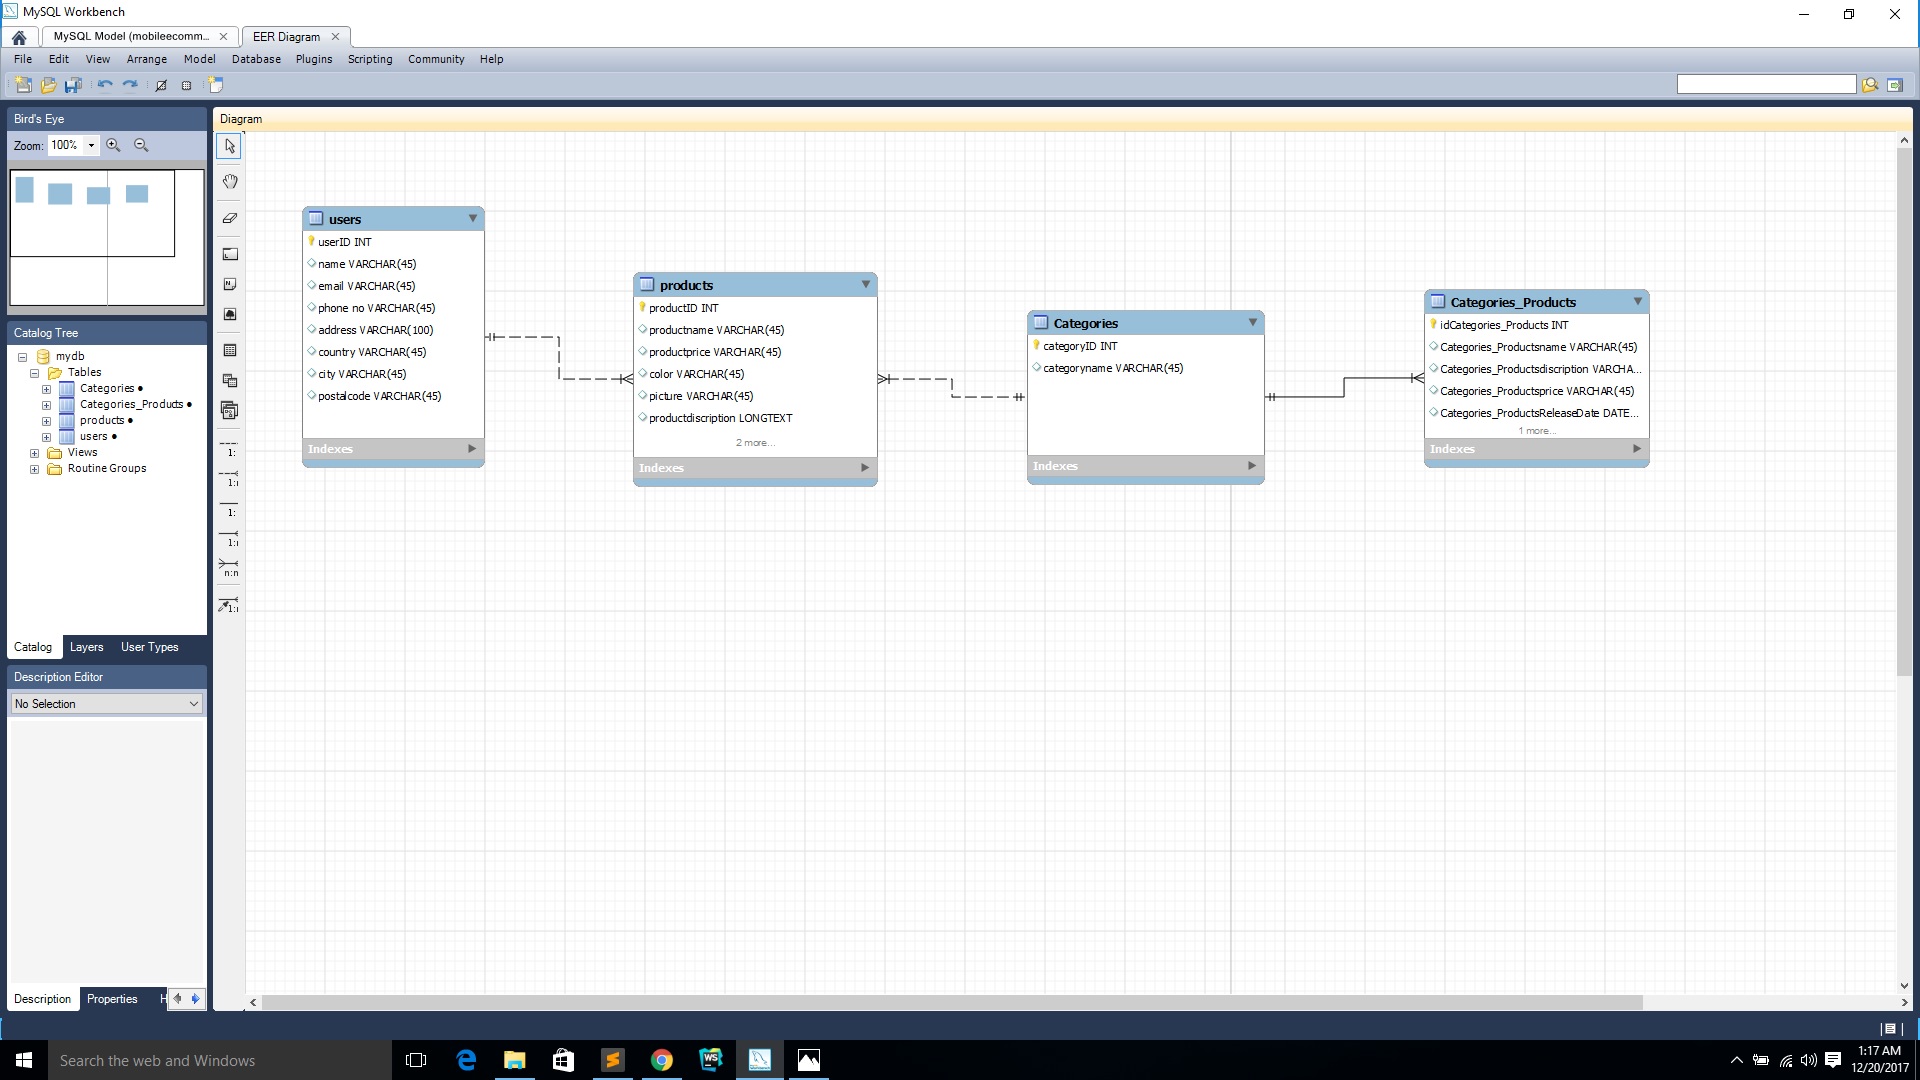 MySQL Workbench
MySQL Model (mobileecomm...
EER Diagram
File Edit View Arrange Model Database Plugins Scripting Community Help
Bird's Eye
Zoom: 100%
Catalog Tree
mydb
Tables
Categories ●
Categories_Products ●
products ●
users ●
Views
Routine Groups
Catalog Layers User Types
Description Editor
No Selection
Description Properties H
Diagram
1:
1:n
1:
1:n
n:n
1:n
users
userID INT
name VARCHAR(45)
email VARCHAR(45)
phone no VARCHAR(45)
address VARCHAR(100)
country VARCHAR(45)
city VARCHAR(45)
postalcode VARCHAR(45)
Indexes
products
productID INT
productname VARCHAR(45)
productprice VARCHAR(45)
color VARCHAR(45)
picture VARCHAR(45)
productdiscription LONGTEXT
2 more...
Indexes
Categories
categoryID INT
categoryname VARCHAR(45)
Indexes
Categories_Products
idCategories_Products INT
Categories_Productsname VARCHAR(45)
Categories_Productsdiscription VARCHA...
Categories_Productsprice VARCHAR(45)
Categories_ProductsReleaseDate DATE...
1 more...
Indexes
Search the web and Windows
WS
1:17 AM
12/20/2017